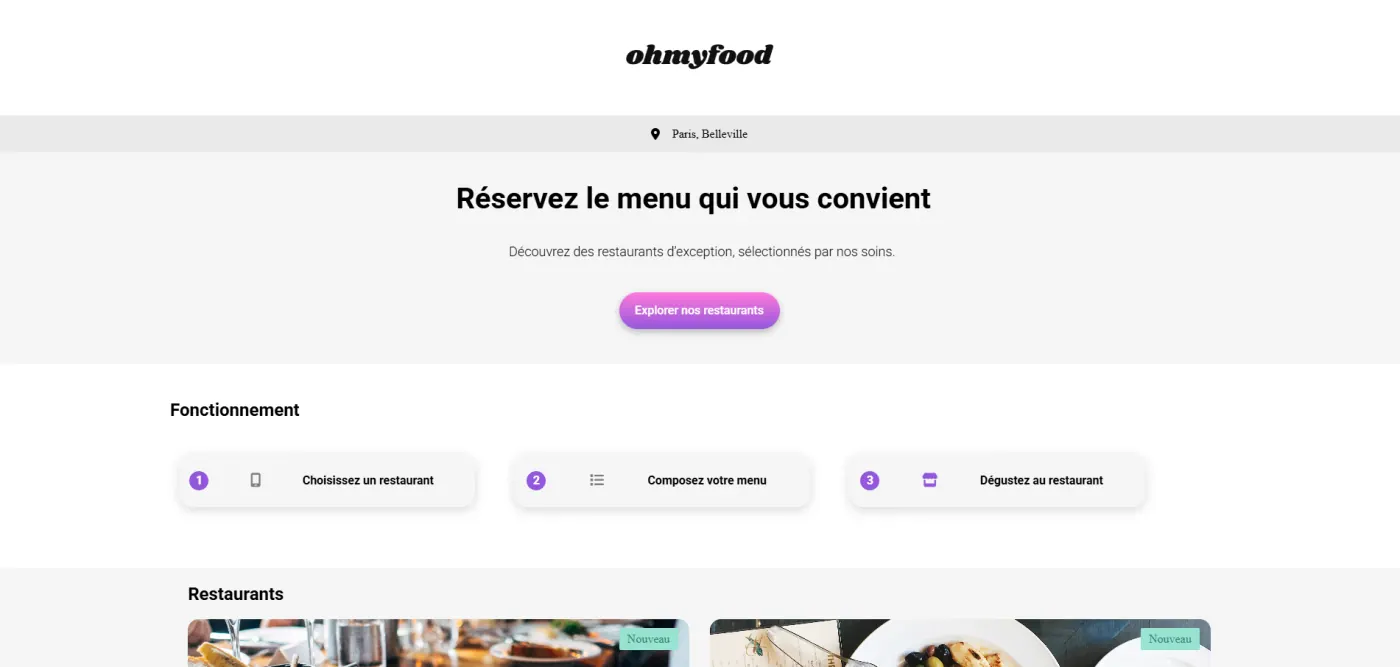 ohmyfood
Paris, Belleville
Réservez le menu qui vous convient
Découvrez des restaurants d'exception, sélectionnés par nos soins.
Explorer nos restaurants
Fonctionnement
1 Choisissez un restaurant
2 Composez votre menu
3 Dégustez au restaurant
Restaurants
Nouveau
Nouveau